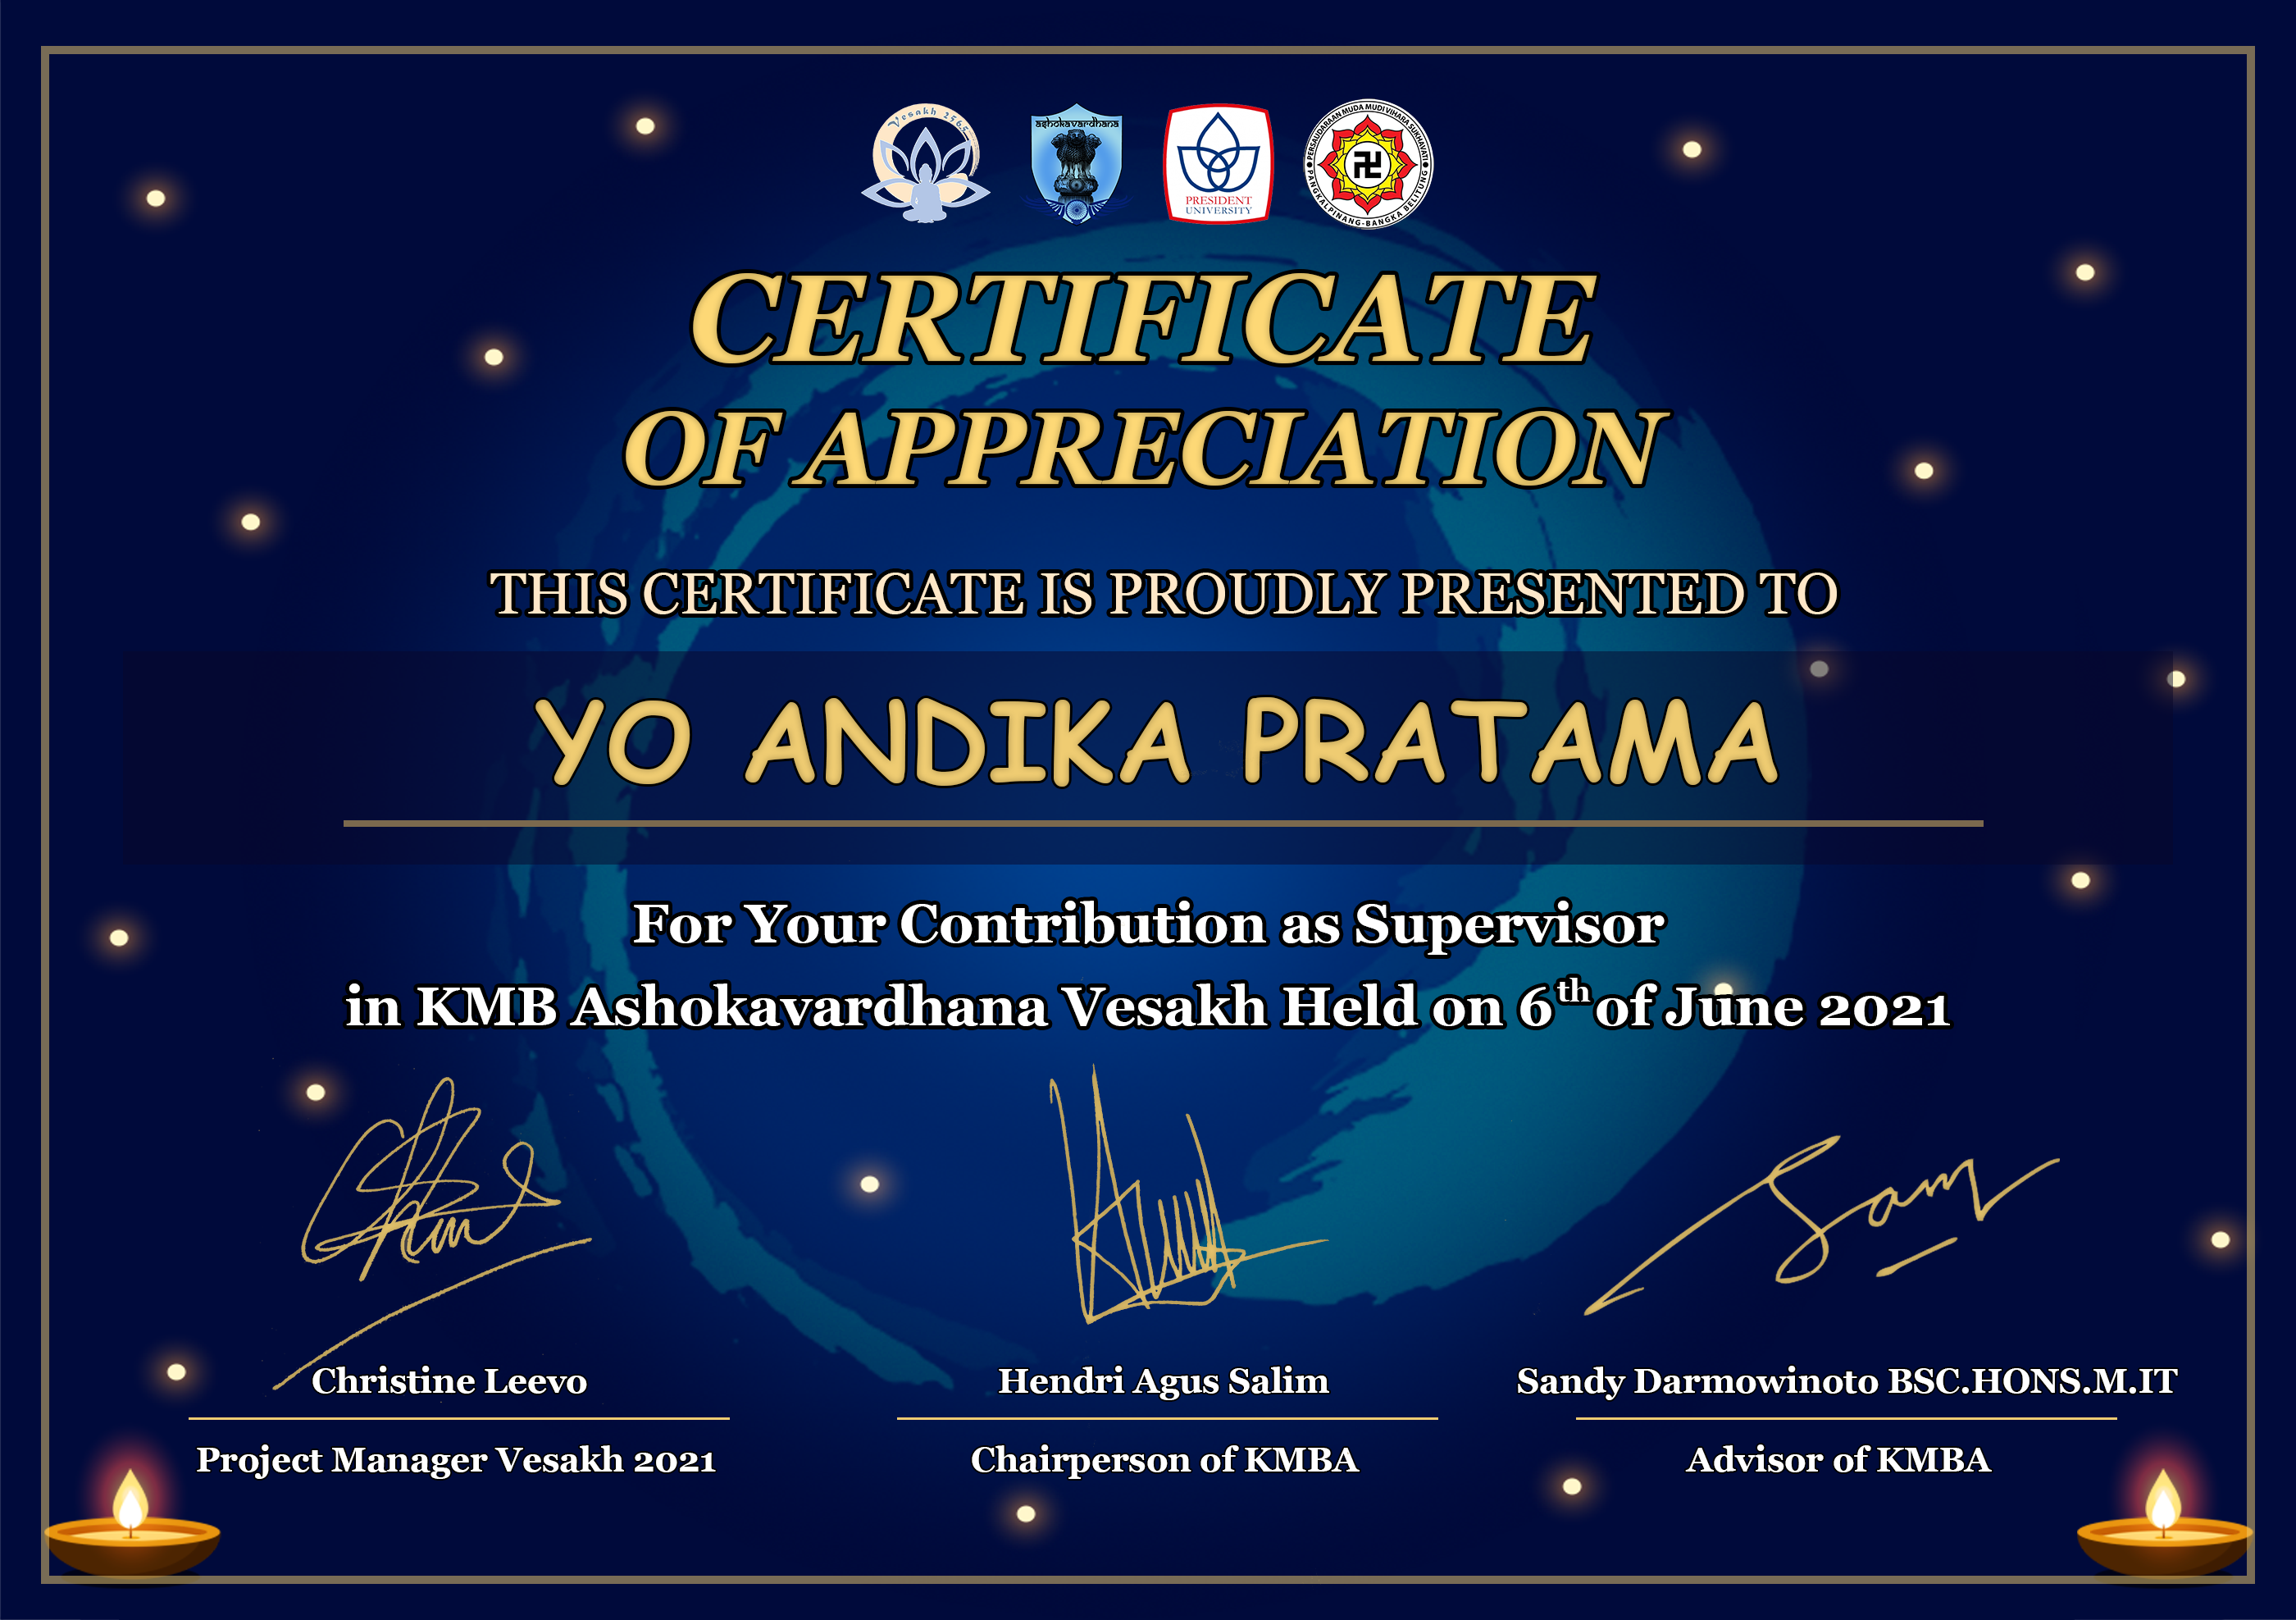 Vesakh 2565
ashokavardhana
PRESIDENT
UNIVERSITY
PERSAUDARAAN MUDA MUDI VIHARA SUKHAVATI
PANGKALPINANG-BANGKA BELITUNG
CERTIFICATE
OF APPRECIATION
THIS CERTIFICATE IS PROUDLY PRESENTED TO
YO ANDIKA PRATAMA
For Your Contribution as Supervisor
in KMB Ashokavardhana Vesakh Held on 6th of June 2021
Christine Leevo
Hendri Agus Salim
Sandy Darmowinoto BSC.HONS.M.IT
Project Manager Vesakh 2021
Chairperson of KMBA
Advisor of KMBA